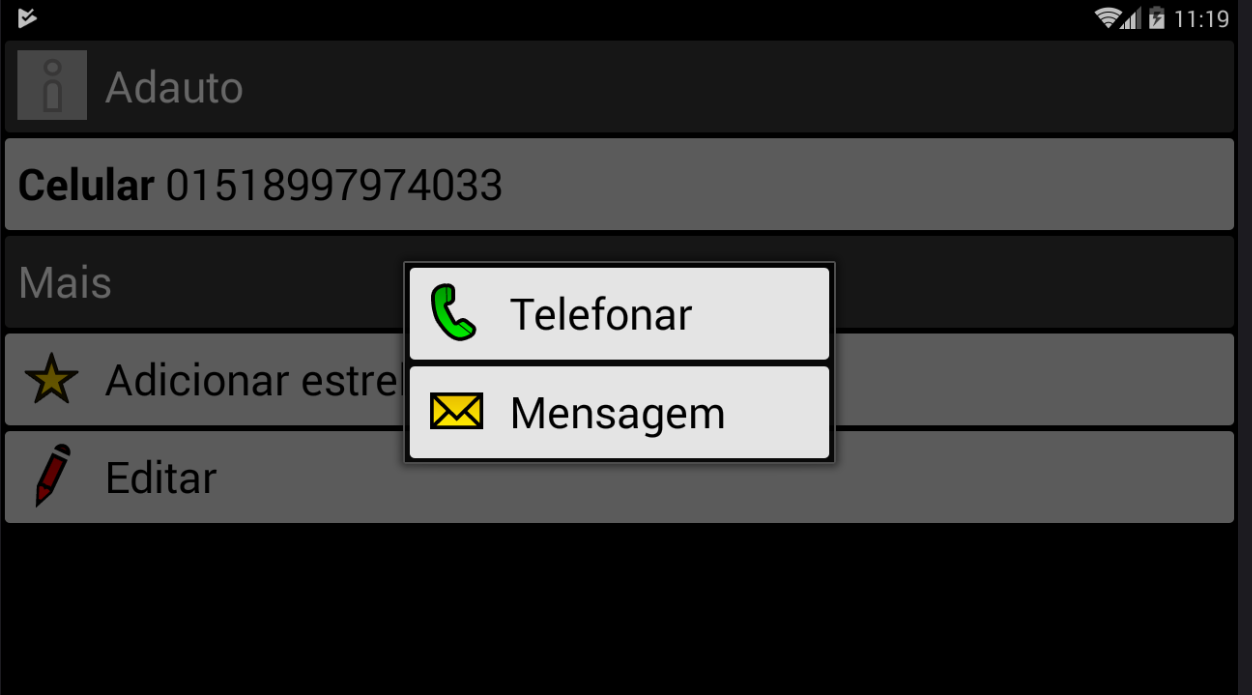 11:19
Adauto
Celular 01518997974033
Mais
Telefonar
Adicionar estrel
Mensagem
Editar